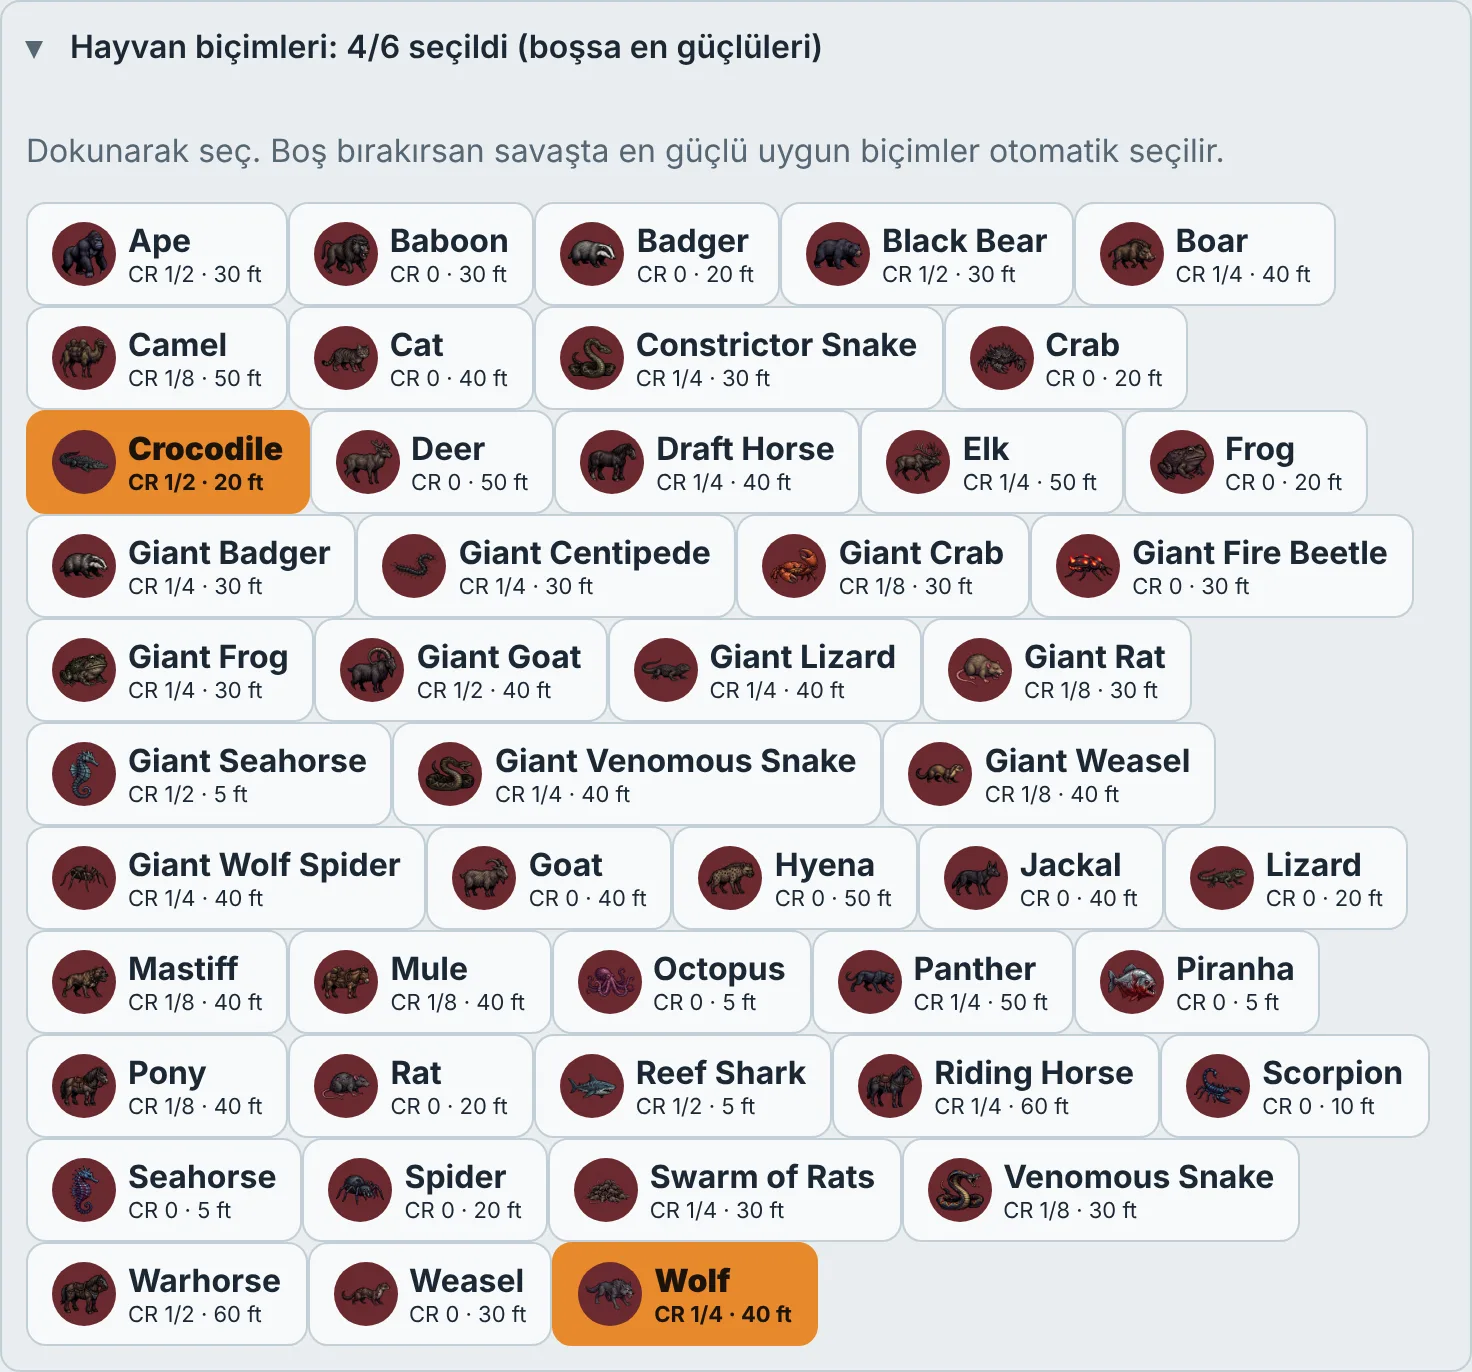 ▼ Hayvan biçimleri: 4/6 seçildi (boşsa en güçlüleri)
Dokunarak seç. Boş bırakırsan savaşta en güçlü uygun biçimler otomatik seçilir.
Ape
CR 1/2 · 30 ft
Baboon
CR 0 · 30 ft
Badger
CR 0 · 20 ft
Black Bear
CR 1/2 · 30 ft
Boar
CR 1/4 · 40 ft
Camel
CR 1/8 · 50 ft
Cat
CR 0 · 40 ft
Constrictor Snake
CR 1/4 · 30 ft
Crab
CR 0 · 20 ft
Crocodile
CR 1/2 · 20 ft
Deer
CR 0 · 50 ft
Draft Horse
CR 1/4 · 40 ft
Elk
CR 1/4 · 50 ft
Frog
CR 0 · 20 ft
Giant Badger
CR 1/4 · 30 ft
Giant Centipede
CR 1/4 · 30 ft
Giant Crab
CR 1/8 · 30 ft
Giant Fire Beetle
CR 0 · 30 ft
Giant Frog
CR 1/4 · 30 ft
Giant Goat
CR 1/2 · 40 ft
Giant Lizard
CR 1/4 · 40 ft
Giant Rat
CR 1/8 · 30 ft
Giant Seahorse
CR 1/2 · 5 ft
Giant Venomous Snake
CR 1/4 · 40 ft
Giant Weasel
CR 1/8 · 40 ft
Giant Wolf Spider
CR 1/4 · 40 ft
Goat
CR 0 · 40 ft
Hyena
CR 0 · 50 ft
Jackal
CR 0 · 40 ft
Lizard
CR 0 · 20 ft
Mastiff
CR 1/8 · 40 ft
Mule
CR 1/8 · 40 ft
Octopus
CR 0 · 5 ft
Panther
CR 1/4 · 50 ft
Piranha
CR 0 · 5 ft
Pony
CR 1/8 · 40 ft
Rat
CR 0 · 20 ft
Reef Shark
CR 1/2 · 5 ft
Riding Horse
CR 1/4 · 60 ft
Scorpion
CR 0 · 10 ft
Seahorse
CR 0 · 5 ft
Spider
CR 0 · 20 ft
Swarm of Rats
CR 1/4 · 30 ft
Venomous Snake
CR 1/8 · 30 ft
Warhorse
CR 1/2 · 60 ft
Weasel
CR 0 · 30 ft
Wolf
CR 1/4 · 40 ft